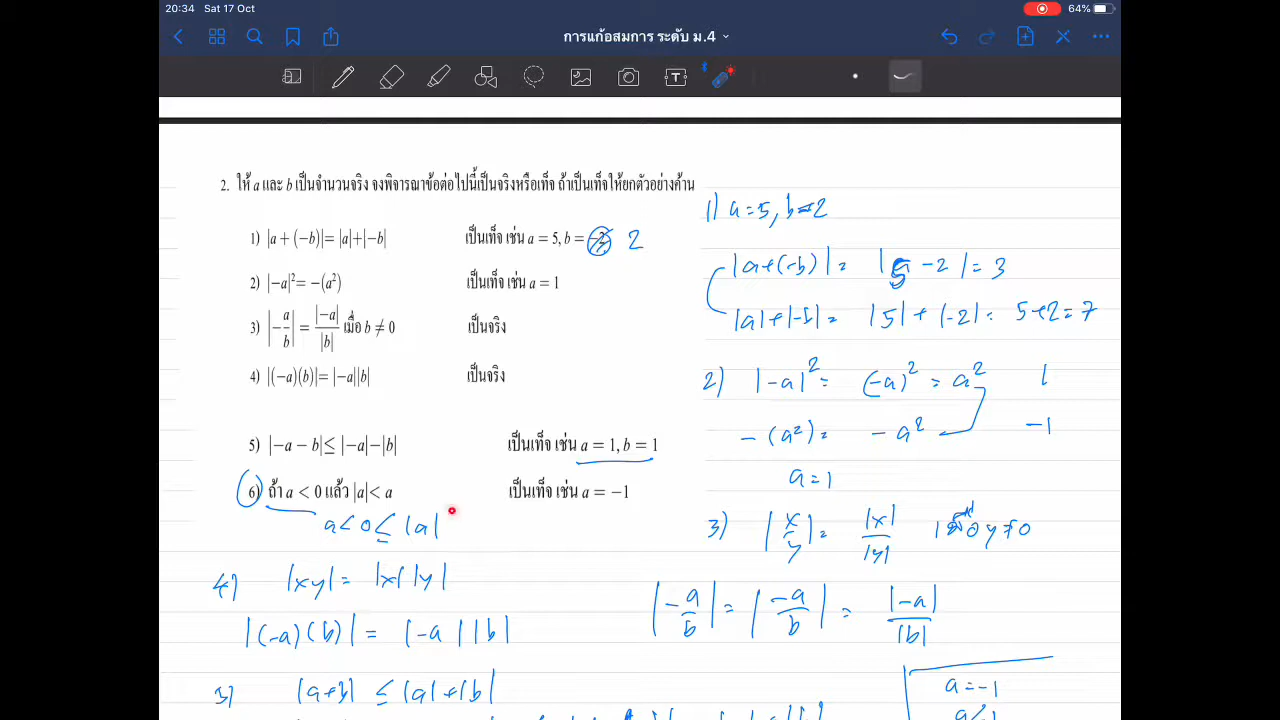 20:34 Sat 17 Oct
64%
การแก้อสมการ ระดับ ม.4
2. ให้ a และ b เป็นจำนวนจริง จงพิจารณาข้อต่อไปนี้เป็นจริงหรือเท็จ ถ้าเป็นเท็จให้ยกตัวอย่างค้าน
1) |a + (−b)| = |a| + |−b| เป็นเท็จ เช่น a = 5, b = −2 2
2) |−a|² = −(a²) เป็นเท็จ เช่น a = 1
3) |−a/b| = |−a|/|b| เมื่อ b ≠ 0 เป็นจริง
4) |(−a)(b)| = |−a||b| เป็นจริง
5) |−a − b| ≤ |−a| − |b| เป็นเท็จ เช่น a = 1, b = 1
6) ถ้า a < 0 แล้ว |a| < a เป็นเท็จ เช่น a = −1
a < 0 ≤ |a|
4) |xy| = |x| |y|
|(-a)(b)| = |-a| |b|
|a+b| ≤ |a|+|b|
1) a = 5, b = 2
|a+(-b)| = |5 -2| = 3
|a|+|-b| = |5| + |-2| = 5+2 = 7
2) |-a|² = (-a)² = a² 1
-(a²) = -a² -1
a = 1
3) |x/y| = |x|/|y| y ≠ 0
|-a/b| = |-a/b| = |-a|/|b|
a = -1